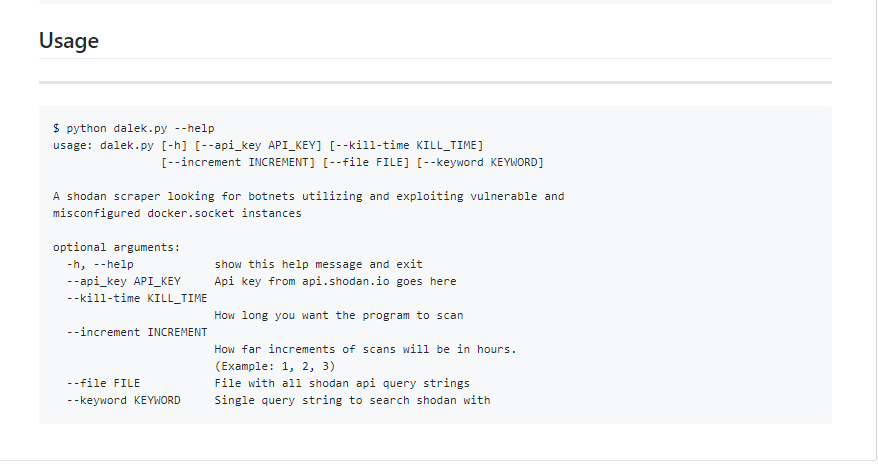 Usage
$ python dalek.py --help
usage: dalek.py [-h] [--api_key API_KEY] [--kill-time KILL_TIME]
[--increment INCREMENT] [--file FILE] [--keyword KEYWORD]
A shodan scraper looking for botnets utilizing and exploiting vulnerable and
misconfigured docker.socket instances
optional arguments:
-h, --help show this help message and exit
--api_key API_KEY Api key from api.shodan.io goes here
--kill-time KILL_TIME
How long you want the program to scan
--increment INCREMENT
How far increments of scans will be in hours.
(Example: 1, 2, 3)
--file FILE File with all shodan api query strings
--keyword KEYWORD Single query string to search shodan with